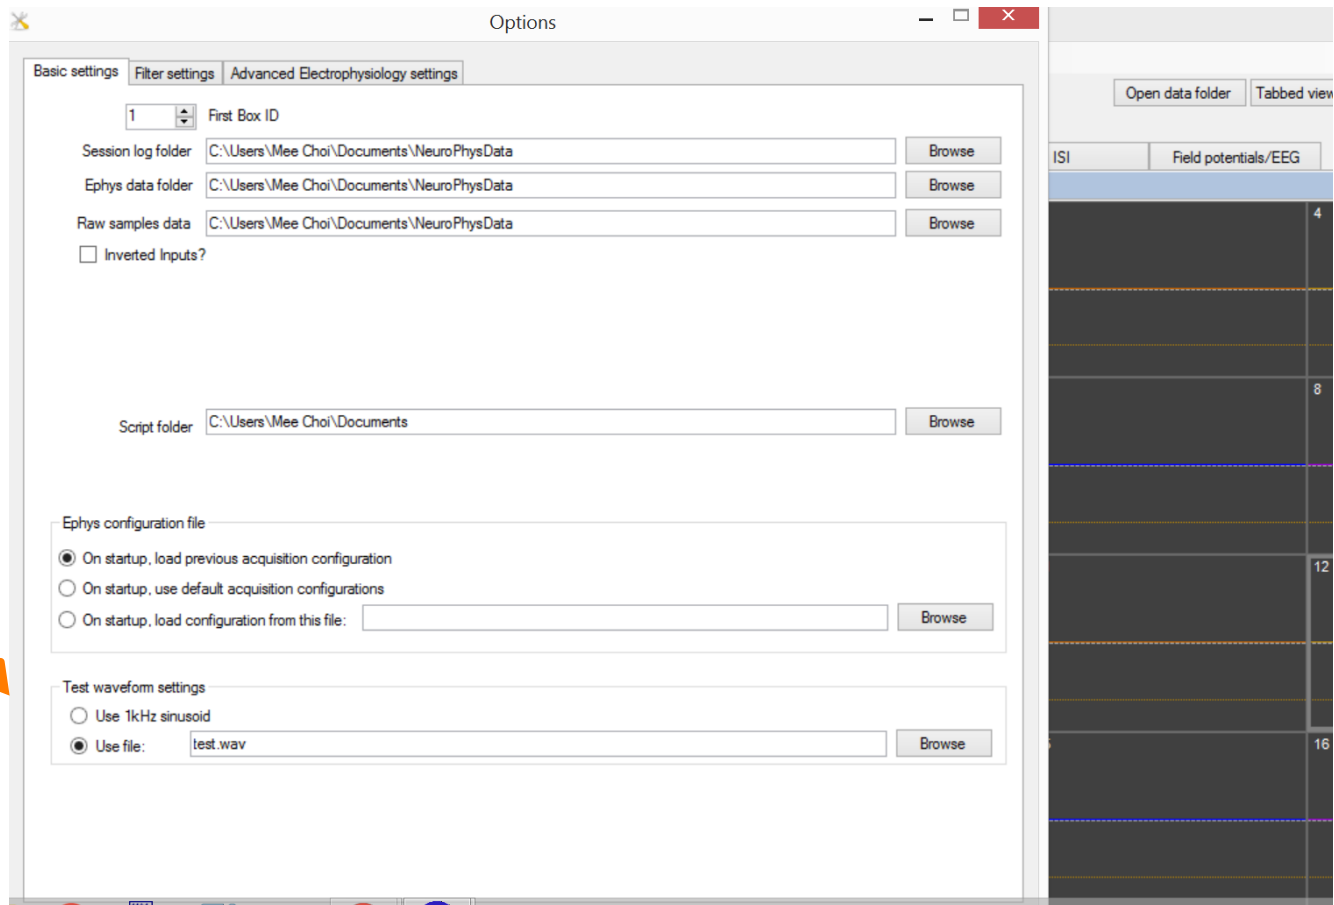 Options
Basic settings
Filter settings
Advanced Electrophysiology settings
Open data folder
Tabbed view
1
First Box ID
Session log folder
C:\Users\Mee Choi\Documents\NeuroPhysData
Browse
ISI
Field potentials/EEG
Ephys data folder
C:\Users\Mee Choi\Documents\NeuroPhysData
Browse
Raw samples data
C:\Users\Mee Choi\Documents\NeuroPhysData
Browse
4
Inverted Inputs?
8
Script folder
C:\Users\Mee Choi\Documents
Browse
Ephys configuration file
On startup, load previous acquisition configuration
12
On startup, use default acquisition configurations
On startup, load configuration from this file:
Browse
Test waveform settings
Use 1kHz sinusoid
Use file:
test.wav
Browse
16